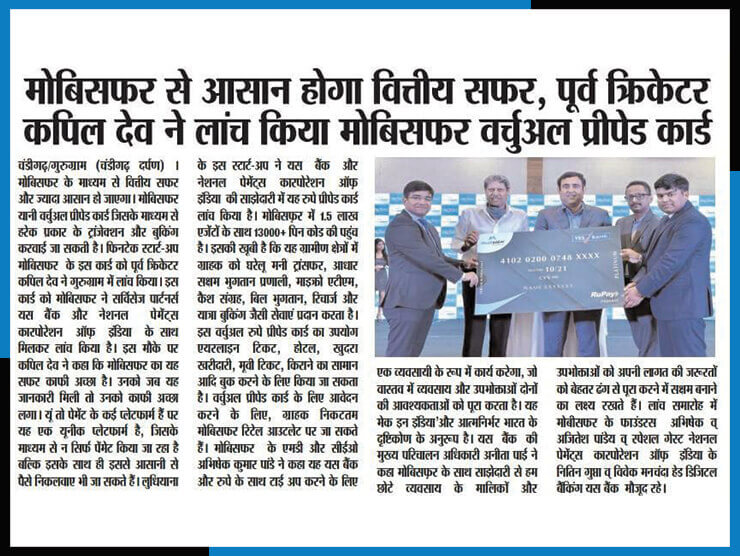 मोबिसफर से आसान होगा वित्तीय सफर, पूर्व क्रिकेटर
कपिल देव ने लांच किया मोबिसफर वर्चुअल प्रीपेड कार्ड
चंडीगढ़/गुरुग्राम (चंडीगढ़ दर्पण) ।
मोबिसफर के माध्यम से वित्तीय सफर
और ज्यादा आसान हो जाएगा। मोबिसफर
यानी वर्चुअल प्रीपेड कार्ड जिसके माध्यम से
हरेक प्रकार के ट्रांजेक्शन और बुकिंग
करवाई जा सकती है। फिनटेक स्टार्ट-अप
मोबिसफर के इस कार्ड को पूर्व क्रिकेटर
कपिल देव ने गुरुग्राम में लांच किया। इस
कार्ड को मोबिसफर ने सर्विसेज पार्टनर्स
यस बैंक और नेशनल पेमेंट्स
कारपोरेशन ऑफ़ इंडिया के साथ
मिलकर लांच किया है। इस मौके पर
कपिल देव ने कहा कि मोबिसफर का यह
सफर काफी अच्छा है। उनको जब यह
जानकारी मिली तो उनको काफी अच्छा
लगा। यूं तो पेमेंट के कई प्लेटफार्म हैं पर
यह एक यूनीक प्लेटफार्म है, जिसके
माध्यम से न सिर्फ पेमेंट किया जा रहा है
बल्कि इसके साथ ही इससे आसानी से
पैसे निकलवाए भी जा सकते हैं। लुधियाना
के इस स्टार्ट-अप ने यस बैंक और
नेशनल पेमेंट्स कारपोरेशन ऑफ़
इंडिया की साझेदारी में यह रुपे प्रीपेड कार्ड
लांच किया है। मोबिसफर में 1.5 लाख
एजेंटों के साथ 13000+ पिन कोड की पहुंच
है। इसकी खूबी है कि यह ग्रामीण क्षेत्रों में
ग्राहक को घरेलू मनी ट्रांसफर, आधार
सक्षम भुगतान प्रणाली, माइक्रो एटीएम,
कैश संग्रह, बिल भुगतान, रिचार्ज और
यात्रा बुकिंग जैसी सेवाएं प्रदान करता है।
इस वर्चुअल रुपे प्रीपेड कार्ड का उपयोग
एयरलाइन टिकट, होटल, खुदरा
खरीदारी, मूवी टिकट, किराने का सामान
आदि बुक करने के लिए किया जा सकता
है। वर्चुअल प्रीपेड कार्ड के लिए आवेदन
करने के लिए, ग्राहक निकटतम
मोबिसफर रिटेल आउटलेट पर जा सकते
हैं। मोबिसफर के एमडी और सीईओ
अभिषेक कुमार पांडे ने कहा यह यस बैंक
और रुपे के साथ टाई अप करने के लिए
YES BANK
4102 0200 0748 XXXX
10/21
PLATINUM
RuPay
एक व्यवसायी के रूप में कार्य करेगा, जो
वास्तव में व्यवसाय और उपभोक्ताओं दोनों
की आवश्यकताओं को पूरा करता है। यह
मेक इन इंडिया'और आत्मनिर्भर भारत के
दृष्टिकोण के अनुरूप है। यस बैंक की
मुख्य परिचालन अधिकारी अनीता पाई ने
कहा मोबिसफर के साथ साझेदारी से हम
छोटे व्यवसाय के मालिकों और
उपभोक्ताओं को अपनी लागत की जरूरतों
को बेहतर ढंग से पूरा करने में सक्षम बनाने
का लक्ष्य रखते हैं। लांच समारोह में
मोबीसफर के फाउंडरस अभिषेक व्
अजितेश पांडेय व् स्पेशल गेस्ट नेशनल
पेमेंट्स कारपोरेशन ऑफ़ इंडिया के
नितिन गुप्ता व् विवेक मनचंदा हेड डिजिटल
बैंकिंग यस बैंक मौजूद रहे।